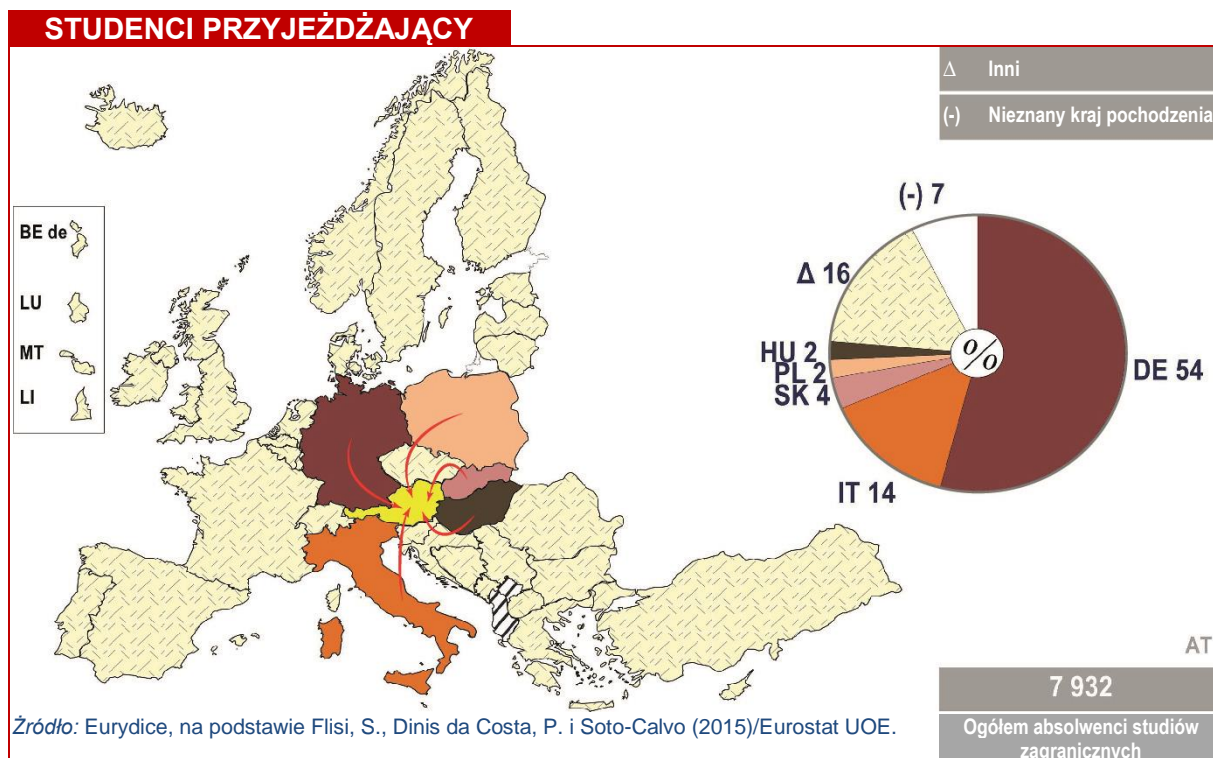 STUDENCI PRZYJEŻDŻAJĄCY
Δ Inni
(-) Nieznany kraj pochodzenia
BE de
LU
MT
LI
(-) 7
Δ 16
HU 2
PL 2
SK 4
IT 14
DE 54
%
AT
7 932
Ogółem absolwenci studiów
zagranicznych
Źródło: Eurydice, na podstawie Flisi, S., Dinis da Costa, P. i Soto-Calvo (2015)/Eurostat UOE.